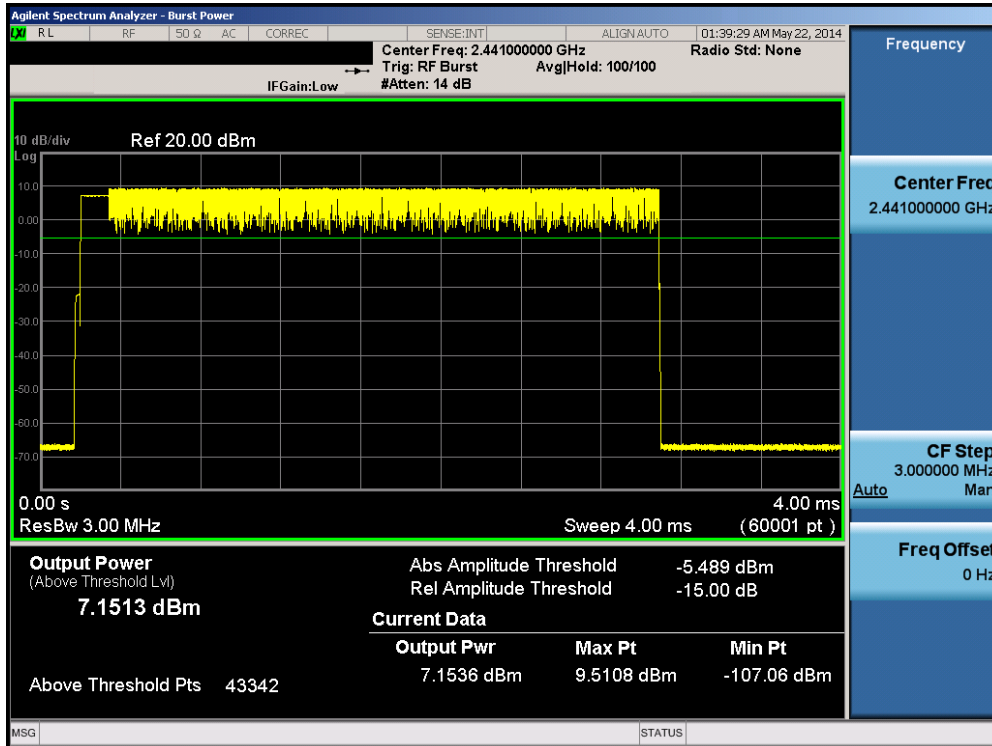 Agilent Spectrum Analyzer - Burst Power
LXI RL RF 50 Ω AC CORREC SENSE:INT ALIGN AUTO 01:39:29 AM May 22, 2014
Center Freq: 2.441000000 GHz Radio Std: None
Trig: RF Burst Avg|Hold: 100/100
IFGain:Low #Atten: 14 dB
10 dB/div Ref 20.00 dBm
Log
10.0
0.00
-10.0
-20.0
-30.0
-40.0
-50.0
-60.0
-70.0
0.00 s 4.00 ms
ResBw 3.00 MHz Sweep 4.00 ms (60001 pt )
Output Power
(Above Threshold Lvl)
7.1513 dBm
Above Threshold Pts 43342
Abs Amplitude Threshold -5.489 dBm
Rel Amplitude Threshold -15.00 dB
Current Data
Output Pwr Max Pt Min Pt
7.1536 dBm 9.5108 dBm -107.06 dBm
Frequency
Center Freq
2.441000000 GHz
CF Step
3.000000 MHz
Auto Man
Freq Offset
0 Hz
MSG STATUS